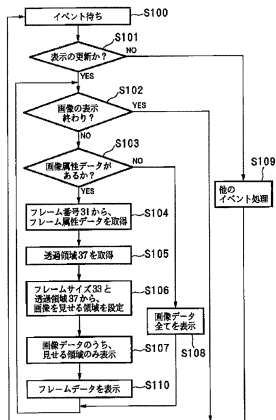 イベント待ち
S100
表示の更新か?
S101
NO
YES
画像の表示
終わり?
S102
YES
NO
画像属性データ
があるか?
S103
NO
YES
フレーム番号31から、
フレーム属性データを取得
S104
透過領域37を取得
S105
フレームサイズ33と
透過領域37から、
画像を見せる領域を設定
S106
画像データのうち、
見せる領域のみ表示
S107
画像データ
全てを表示
S108
他の
イベント処理
S109
フレームデータを表示
S110